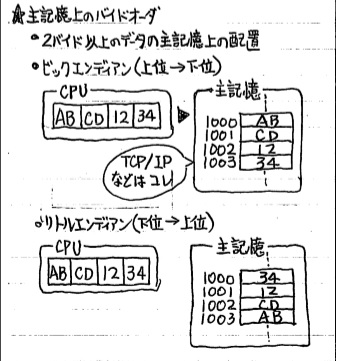 ★主記憶上のバイトオーダ
・2バイト以上のデータの主記憶上の配置
・ビックエンディアン(上位→下位)
CPU
AB CD 12 34
主記憶
1000 AB
1001 CD
1002 12
1003 34
TCP/IP
などはコレ!
・リトルエンディアン(下位→上位)
CPU
AB CD 12 34
主記憶
1000 34
1001 12
1002 CD
1003 AB